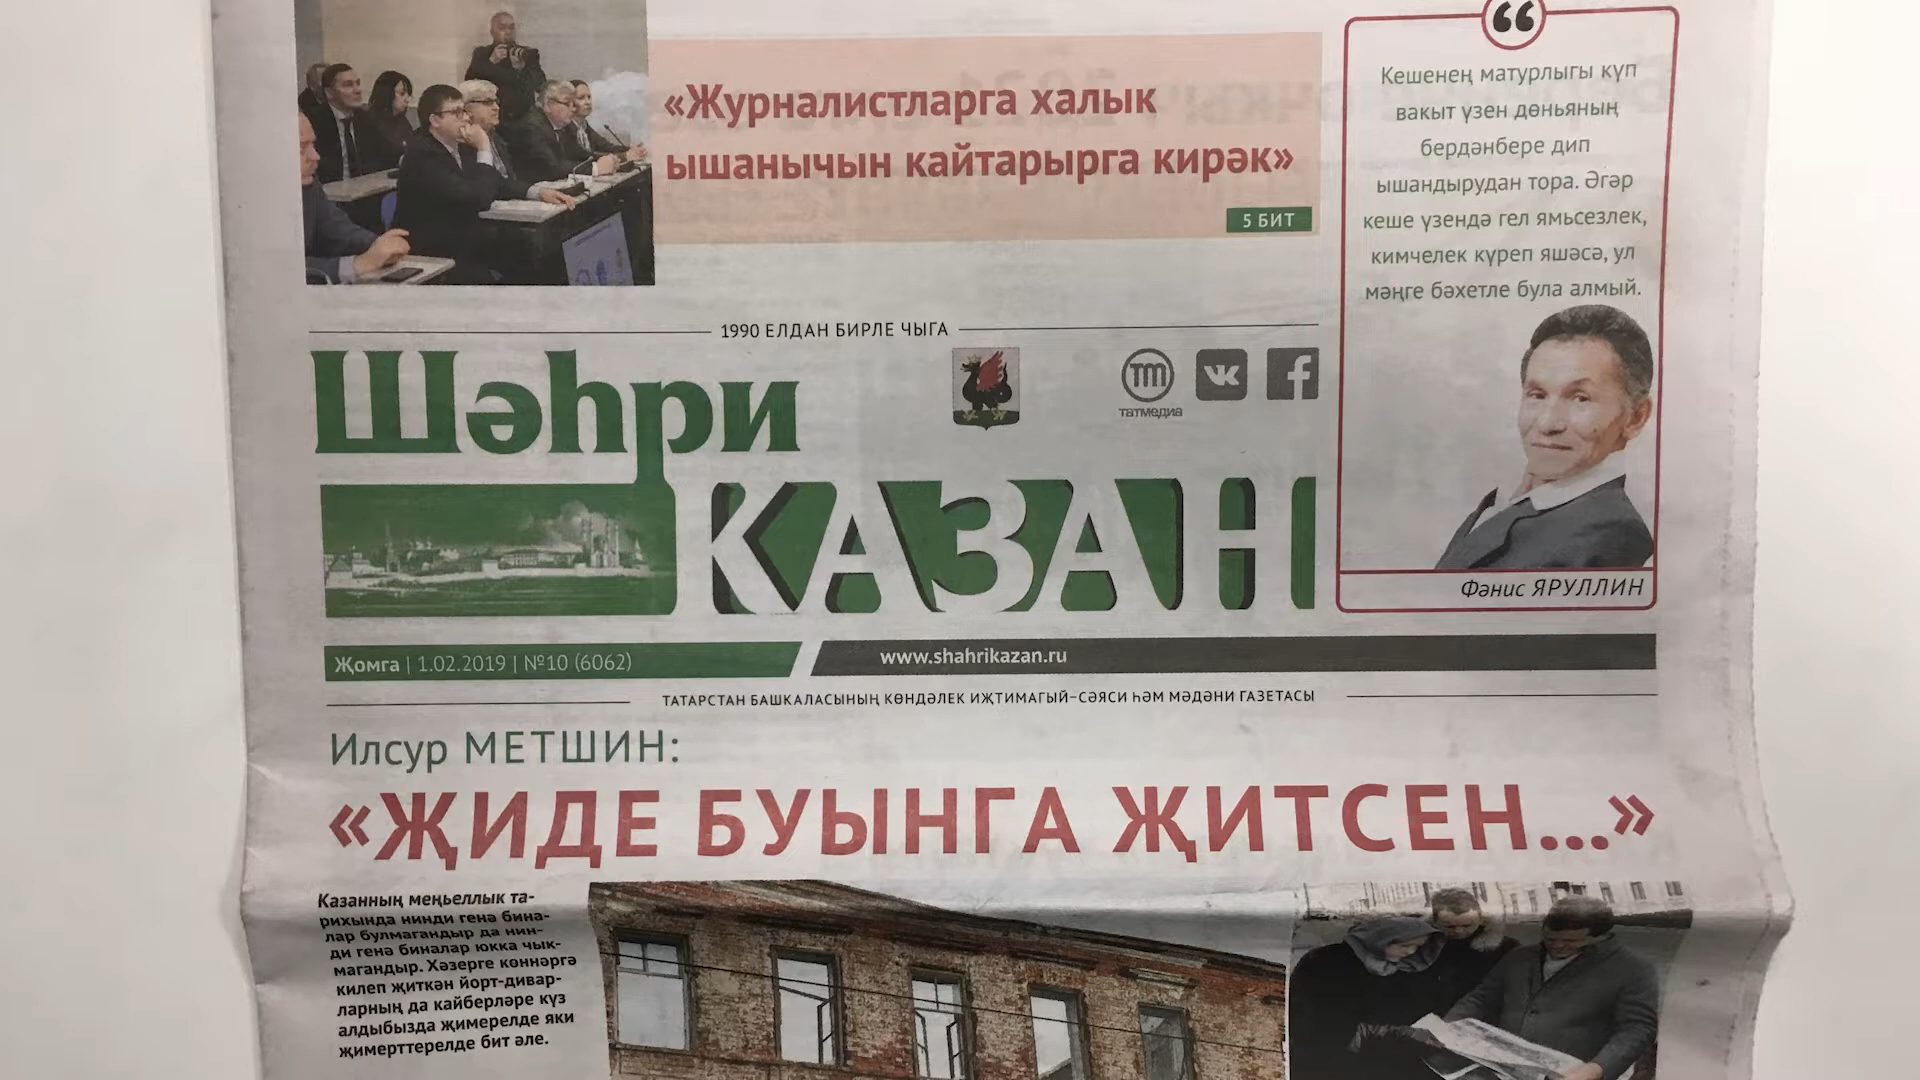 «Журналистларга халык
ышанычын кайтарырга кирәк»
5 БИТ
“
Кешенең матурлыгы күп
вакыт үзен дөньяның
бердәнбере дип
ышандырудан тора. Әгәр
кеше үзендә гел ямьсезлек,
кимчелек күреп яшәсә, ул
мәңге бәхетле була алмый.
Фәнис ЯРУЛЛИН
1990 ЕЛДАН БИРЛЕ ЧЫГА
Шәһри
КАЗАН
ТМ
ТАТМЕДИА
Җомга | 1.02.2019 | №10 (6062)
www.shahrikazan.ru
ТАТАРСТАН БАШКАЛАСЫНЫҢ КӨНДӘЛЕК ИҖТИМАГЫЙ-СӘЯСИ ҺӘМ МӘДӘНИ ГАЗЕТАСЫ
Илсур МЕТШИН:
«ҖИДЕ БУЫНГА ҖИТСЕН...»
Казанның меңьеллык та-
рихында нинди генә бина-
лар булмагандыр да нин-
ди генә биналар юкка чык-
магандыр. Хәзерге көннәргә
килеп җиткән йорт-дивар-
ларның да кайберләре күз
алдыбызда җимерелде яки
җимерттерелде бит әле.